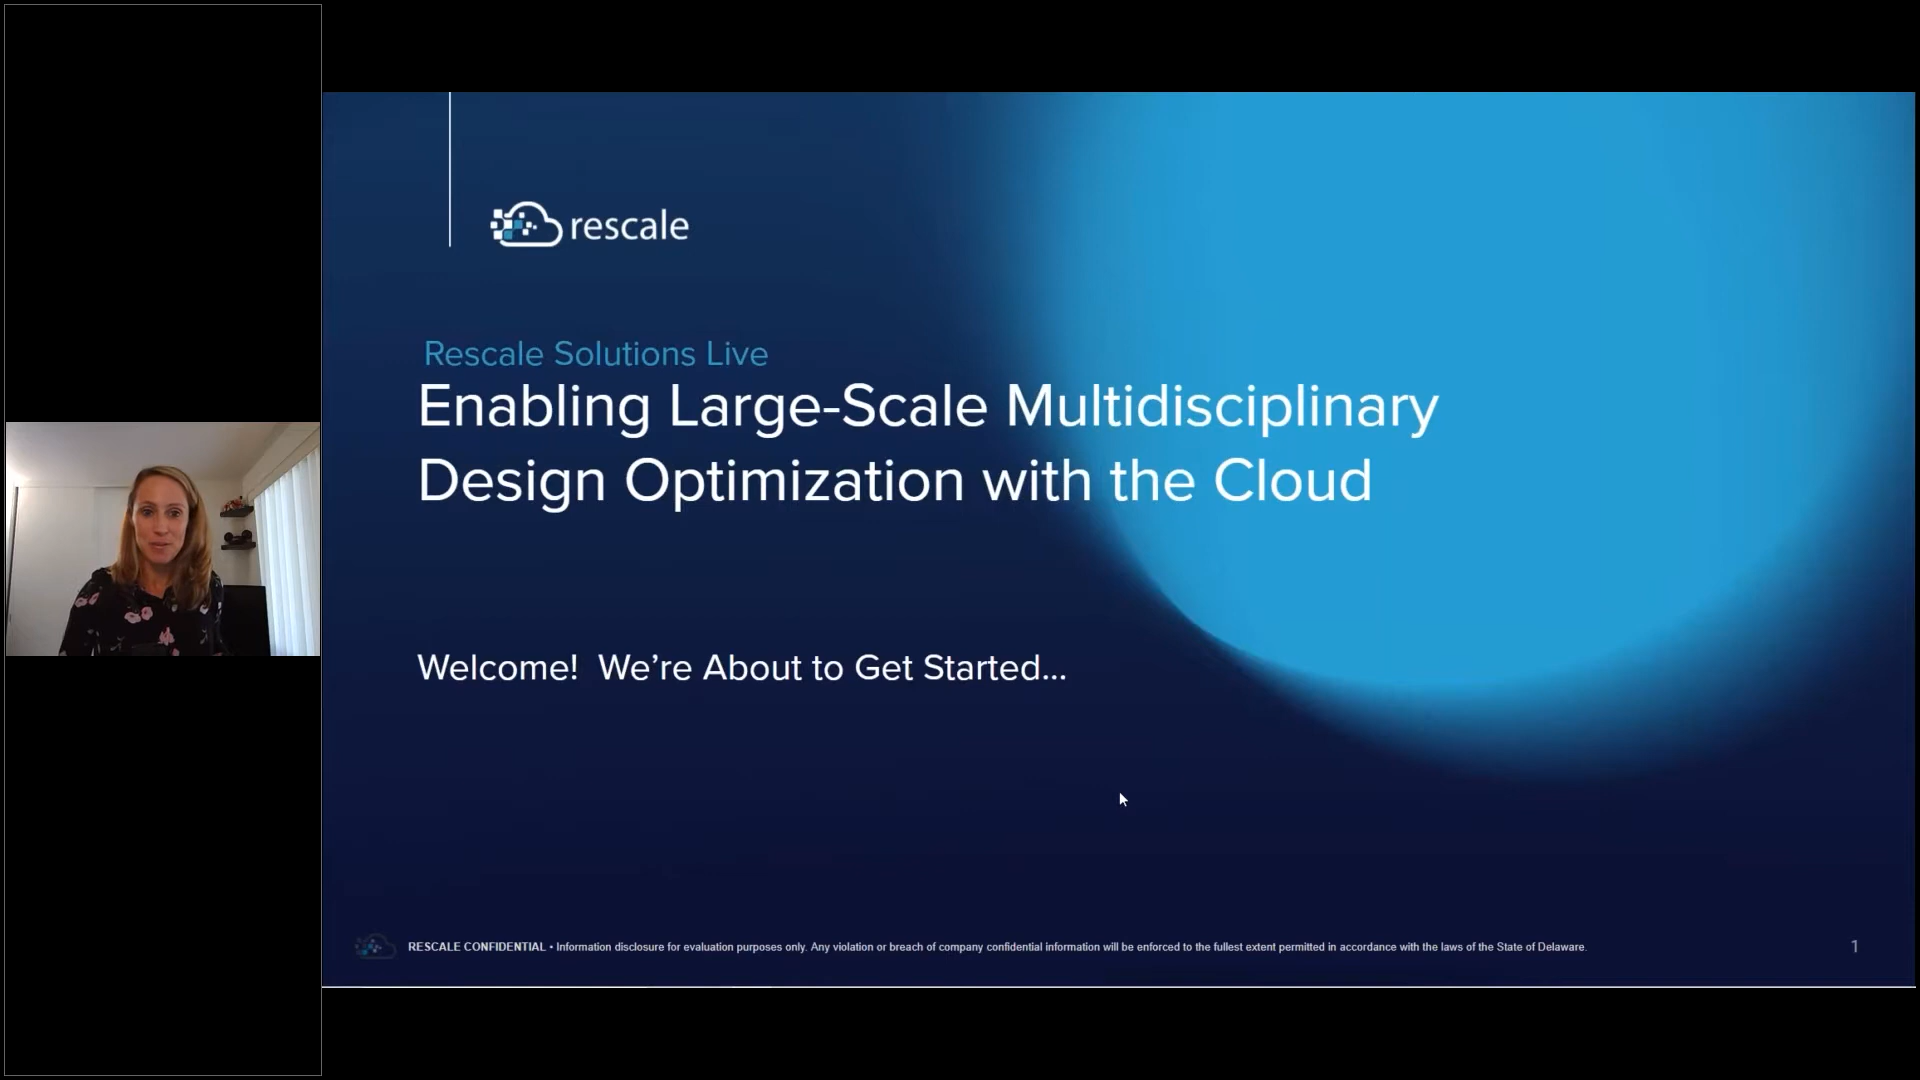 rescale
Rescale Solutions Live
Enabling Large-Scale Multidisciplinary
Design Optimization with the Cloud
Welcome!  We’re About to Get Started...
RESCALE CONFIDENTIAL • Information disclosure for evaluation purposes only. Any violation or breach of company confidential information will be enforced to the fullest extent permitted in accordance with the laws of the State of Delaware.
1